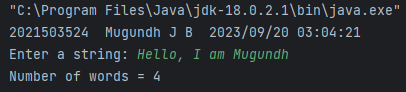 "C:\Program Files\Java\jdk-18.0.2.1\bin\java.exe"
2021503524  Mugundh J B  2023/09/20 03:04:21
Enter a string: Hello, I am Mugundh
Number of words = 4